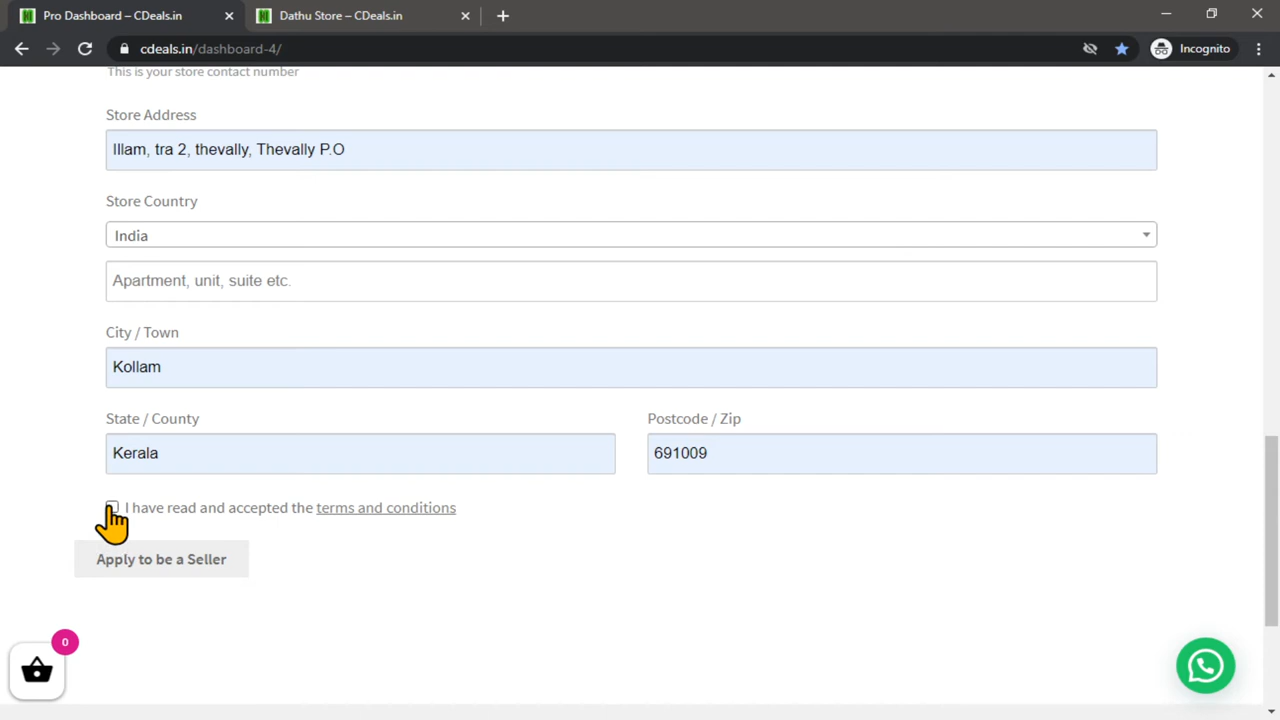 Pro Dashboard – CDeals.in
Dathu Store – CDeals.in
cdeals.in/dashboard-4/
Incognito
This is your store contact number
Store Address
Illam, tra 2, thevally, Thevally P.O
Store Country
India
Apartment, unit, suite etc.
City / Town
Kollam
State / County
Postcode / Zip
Kerala
691009
I have read and accepted the terms and conditions
Apply to be a Seller
0